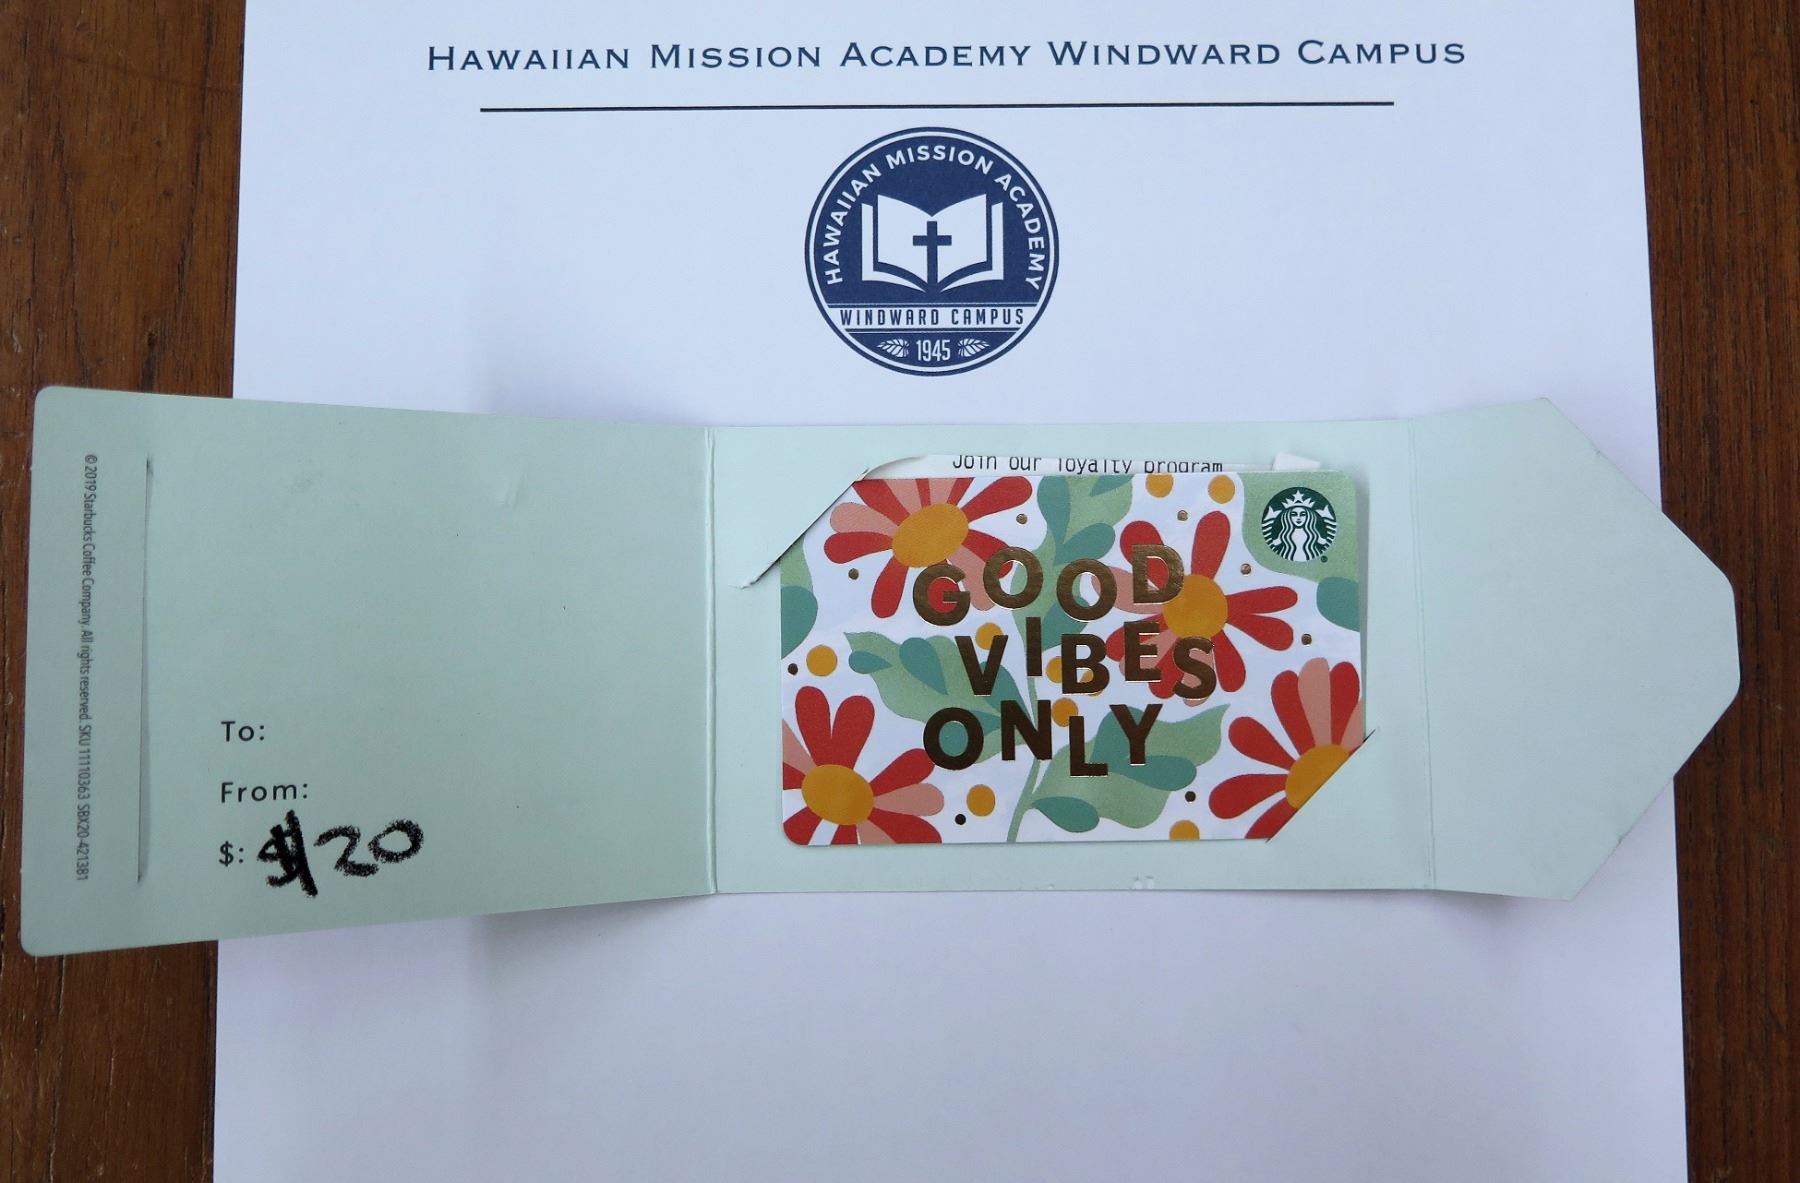 HAWAIIAN MISSION ACADEMY WINDWARD CAMPUS
HAWAIIAN MISSION ACADEMY
WINDWARD CAMPUS
1945
© 2019 Starbucks Coffee Company. All rights reserved. SKU 11110363 SBX20-421381
To:
From:
$: $20
Join our loyalty program
GOOD
VIBES
ONLY